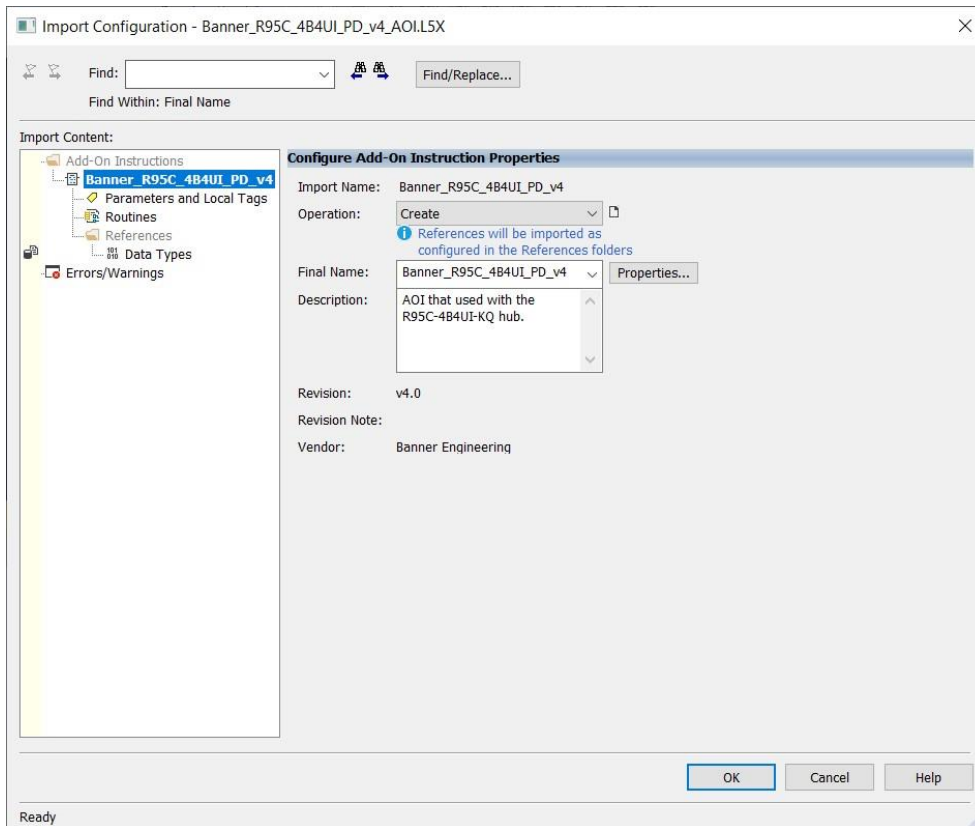 Import Configuration - Banner_R95C_4B4UI_PD_v4_AOI.L5X
Find:
Find/Replace...
Find Within: Final Name
Import Content:
Add-On Instructions
Banner_R95C_4B4UI_PD_v4
Parameters and Local Tags
Routines
References
Data Types
Errors/Warnings
Configure Add-On Instruction Properties
Import Name: Banner_R95C_4B4UI_PD_v4
Operation: Create
References will be imported as
configured in the References folders
Final Name: Banner_R95C_4B4UI_PD_v4 Properties...
Description: AOI that used with the
R95C-4B4UI-KQ hub.
Revision: v4.0
Revision Note:
Vendor: Banner Engineering
OK Cancel Help
Ready